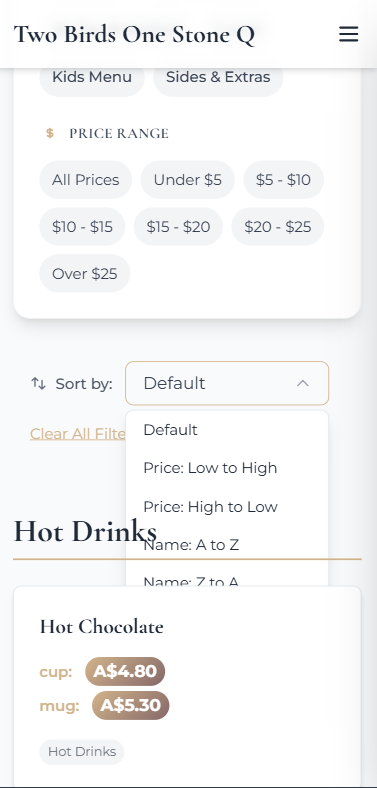 Two Birds One Stone Q
Kids Menu Sides & Extras
$ PRICE RANGE
All Prices Under $5 $5 - $10
$10 - $15 $15 - $20 $20 - $25
Over $25
Sort by: Default
Clear All Filte
Default
Price: Low to High
Price: High to Low
Name: A to Z
Name: Z to A
Hot Drinks
Hot Chocolate
cup: A$4.80
mug: A$5.30
Hot Drinks